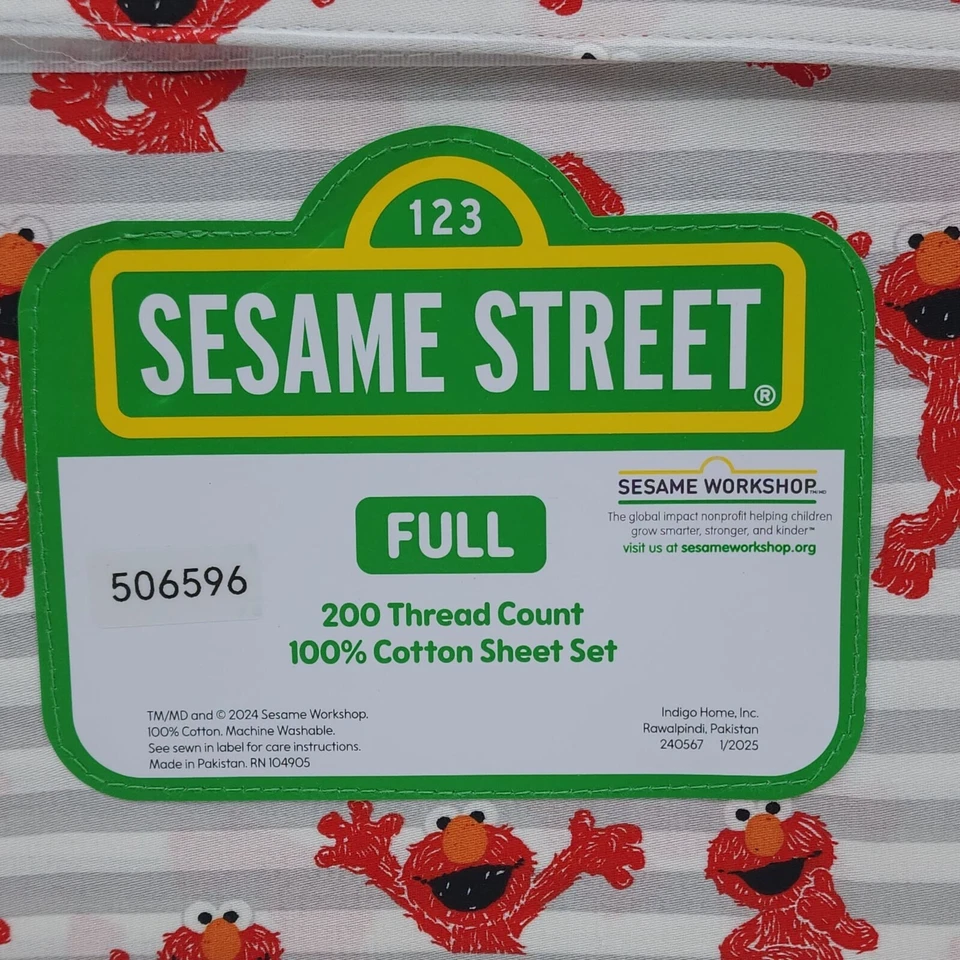 123
SESAME STREET®
SESAME WORKSHOP TM/MD
The global impact nonprofit helping children
grow smarter, stronger, and kinder℠
visit us at sesameworkshop.org
FULL
506596
200 Thread Count
100% Cotton Sheet Set
TM/MD and © 2024 Sesame Workshop.
100% Cotton. Machine Washable.
See sewn in label for care instructions.
Made in Pakistan. RN 104905
Indigo Home, Inc.
Rawalpindi, Pakistan
240567 1/2025